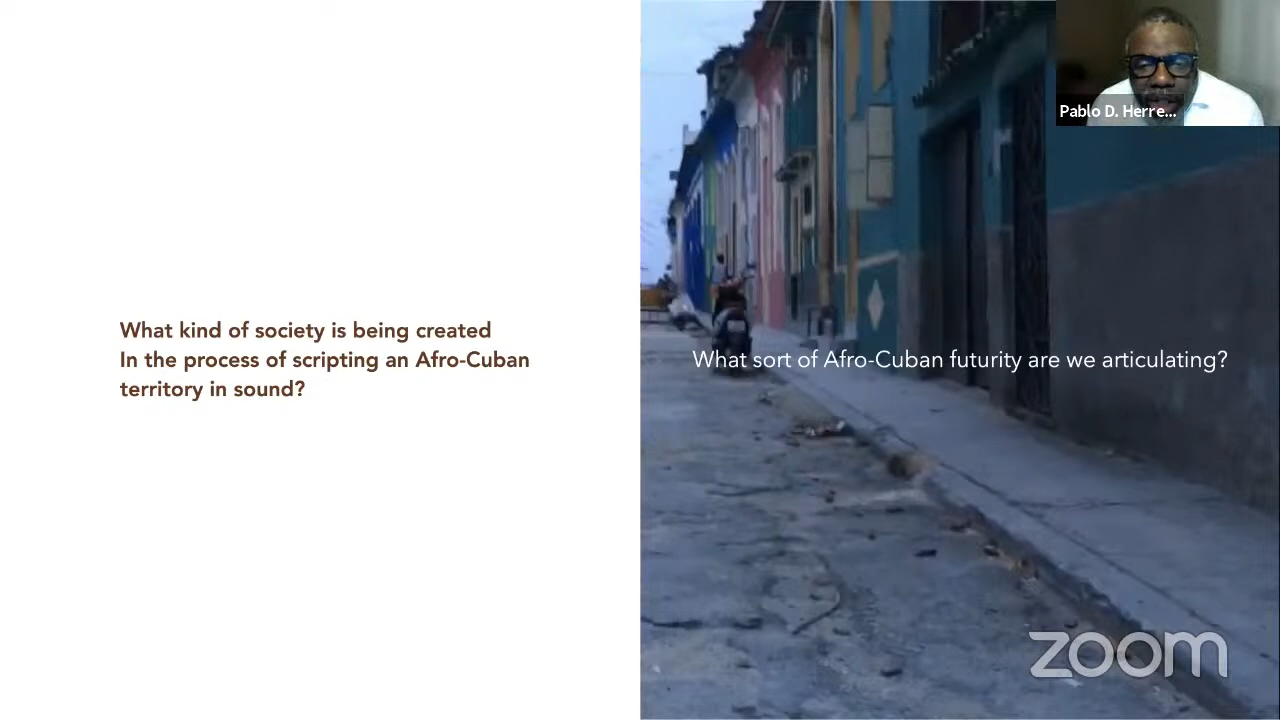 What kind of society is being created
In the process of scripting an Afro-Cuban
territory in sound?
What sort of Afro-Cuban futurity are we articulating?
Pablo D. Herre...
zoom